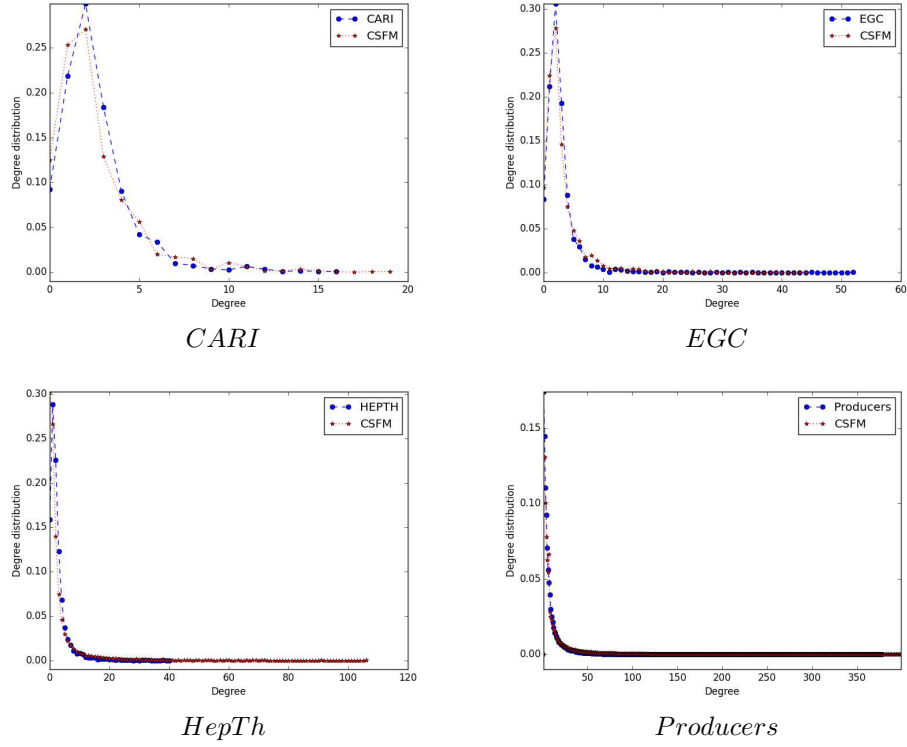 CARI
CSFM
0.25
0.20
0.15
0.10
0.05
0.00
Degree distribution
0 5 10 15 20
Degree
CARI
EGC
CSFM
0.30
0.25
0.20
0.15
0.10
0.05
0.00
Degree distribution
0 10 20 30 40 50 60
Degree
EGC
HEPTH
CSFM
0.30
0.25
0.20
0.15
0.10
0.05
0.00
Degree distribution
0 20 40 60 80 100 120
Degree
HepTh
Producers
CSFM
0.15
0.10
0.05
0.00
Degree distribution
50 100 150 200 250 300 350
Degree
Producers